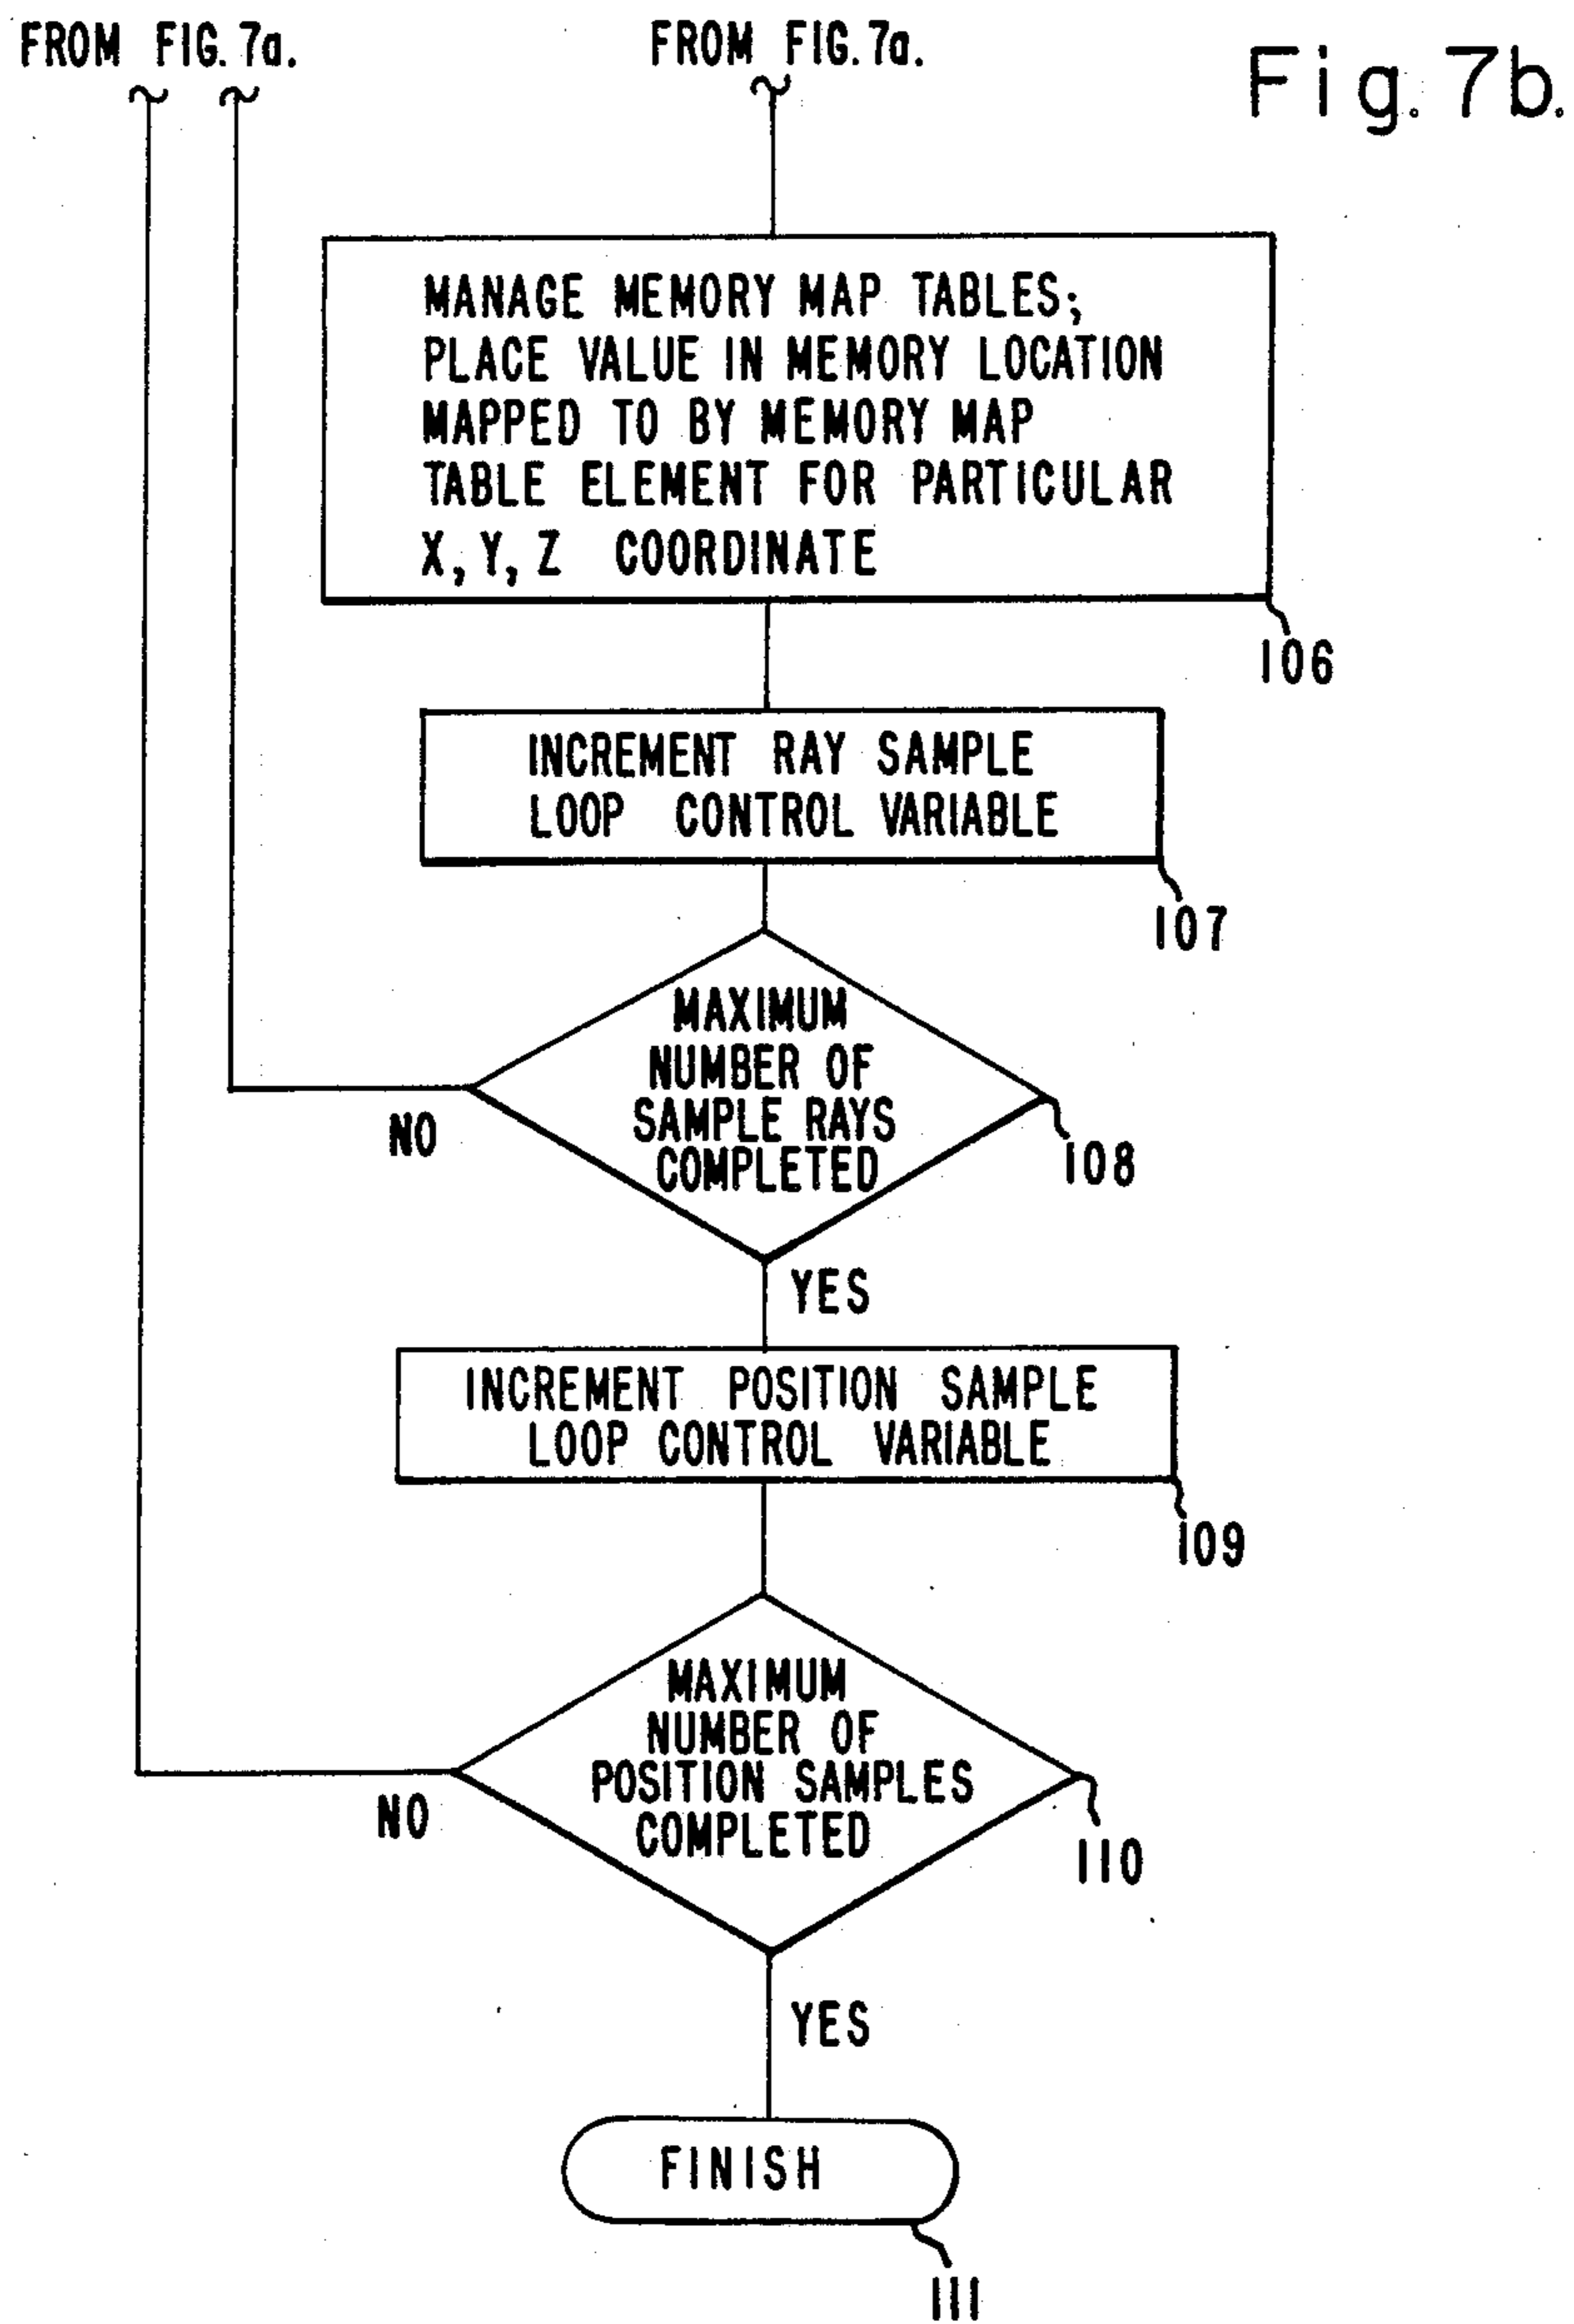 FROM FIG. 7a.
FROM FIG. 7a.
Fig. 7b.
MANAGE MEMORY MAP TABLES;
PLACE VALUE IN MEMORY LOCATION
MAPPED TO BY MEMORY MAP
TABLE ELEMENT FOR PARTICULAR
X, Y, Z COORDINATE
106
INCREMENT RAY SAMPLE
LOOP CONTROL VARIABLE
107
MAXIMUM
NUMBER OF
SAMPLE RAYS
COMPLETED
NO
108
YES
INCREMENT POSITION SAMPLE
LOOP CONTROL VARIABLE
109
MAXIMUM
NUMBER OF
POSITION SAMPLES
COMPLETED
NO
110
YES
FINISH
111